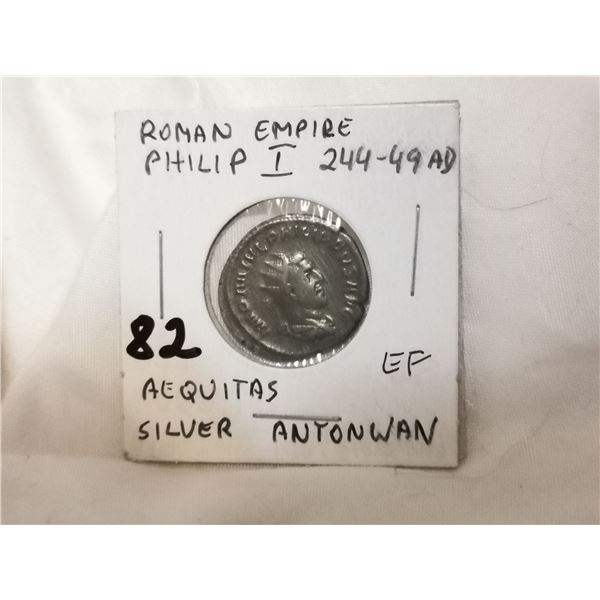 ROMAN EMPIRE
PHILIP I 244-49 AD
82
EF
AEQUITAS
SILVER ANTONWAN